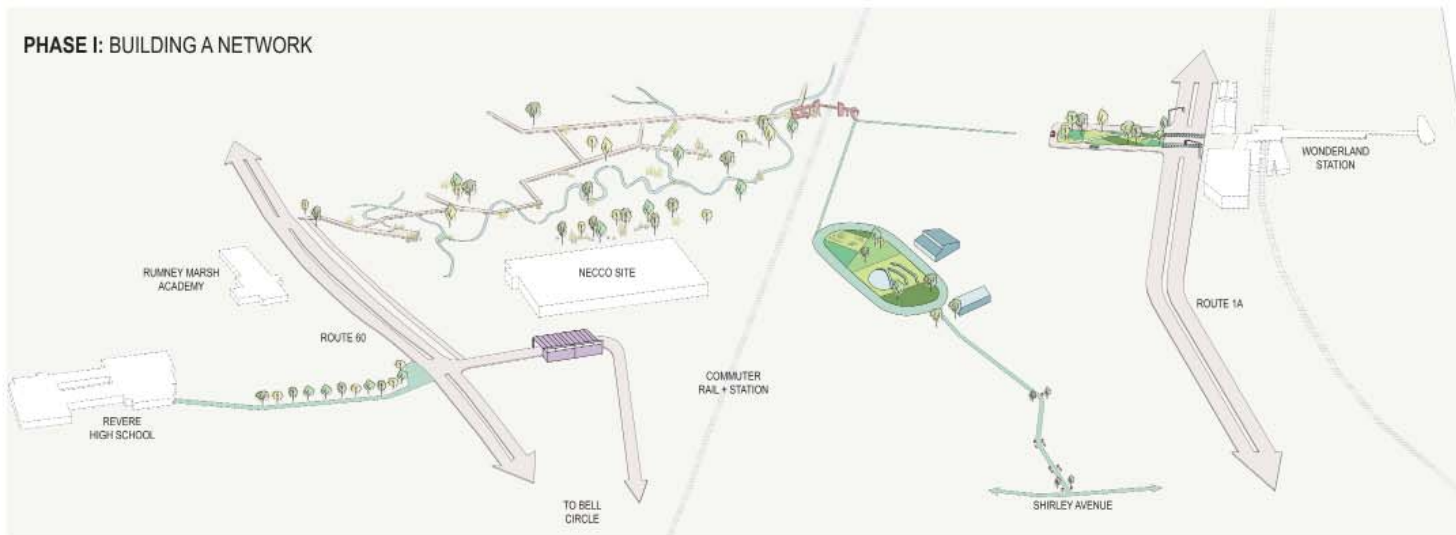 PHASE I: BUILDING A NETWORK
WONDERLAND
STATION
RUMNEY MARSH
ACADEMY
NECCO SITE
ROUTE 1A
ROUTE 60
COMMUTER
RAIL + STATION
REVERE
HIGH SCHOOL
TO BELL
CIRCLE
SHIRLEY AVENUE